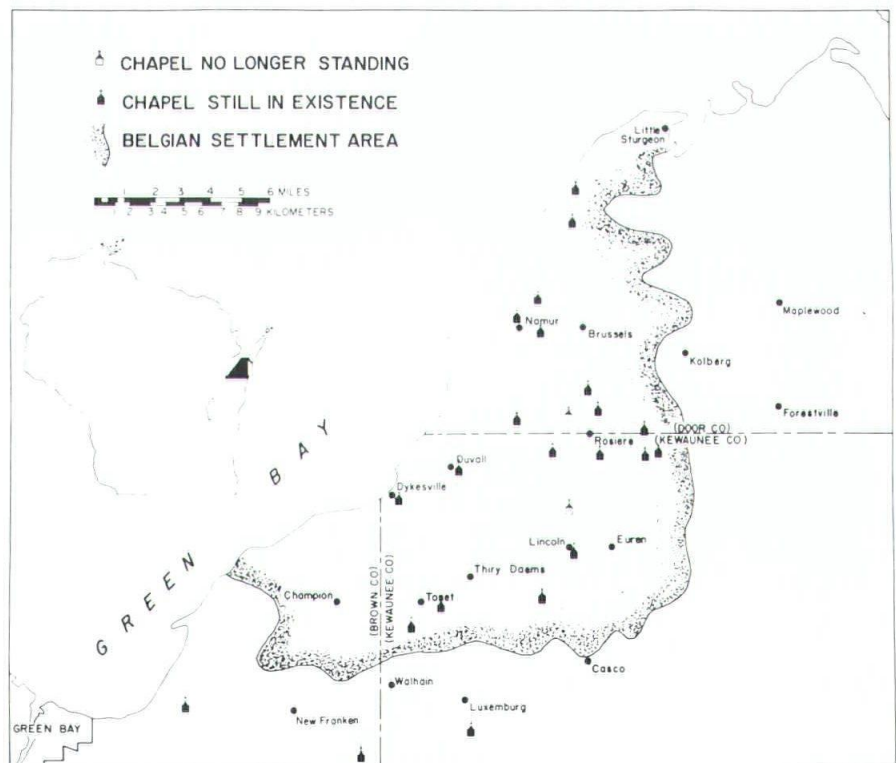 CHAPEL NO LONGER STANDING
CHAPEL STILL IN EXISTENCE
BELGIAN SETTLEMENT AREA
1 2 3 4 5 6 MILES
1 2 3 4 5 6 7 8 9 KILOMETERS
Little
Sturgeon
Maplewood
Namur
Brussels
Kolberg
Forestville
(DOOR CO)
Rosiere
(KEWAUNEE CO)
GREEN BAY
Duvall
Dykesville
Lincoln
Euren
Thiry Daems
Champion
Tonet
(BROWN CO)
(KEWAUNEE CO)
Casco
Walhain
Luxemburg
New Franken
GREEN BAY